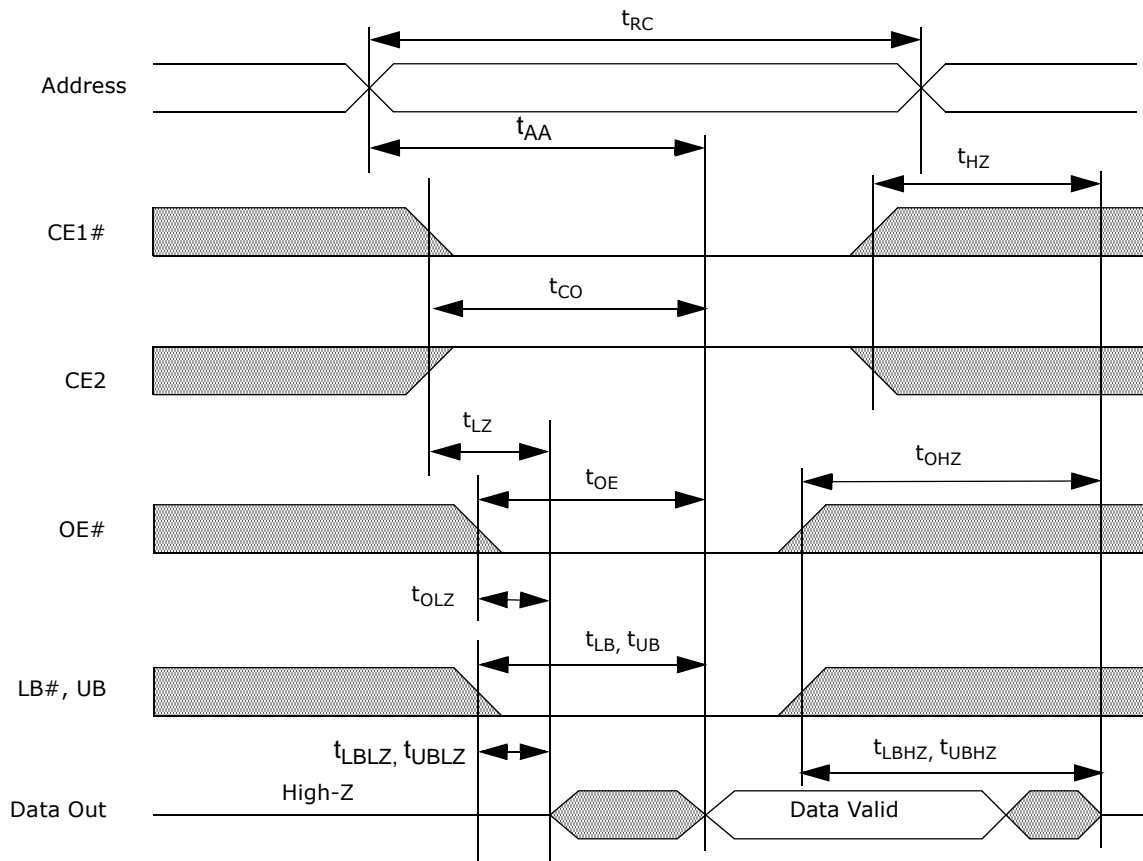 tRC
Address
tAA
tHZ
CE1#
tCO
CE2
tLZ
tOHZ
tOE
OE#
tOLZ
tLB, tUB
LB#, UB
tLBLZ, tUBLZ
tLBHZ, tUBHZ
High-Z
Data Out
Data Valid